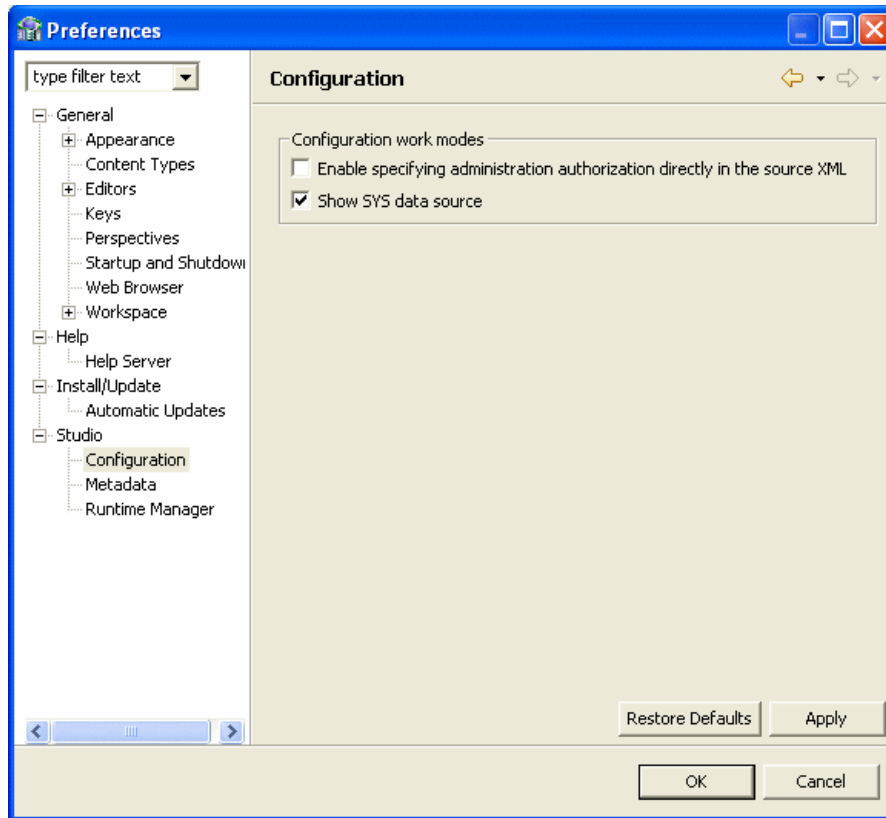 Preferences
type filter text
Configuration
General
Appearance
Content Types
Editors
Keys
Perspectives
Startup and Shutdow
Web Browser
Workspace
Help
Help Server
Install/Update
Automatic Updates
Studio
Configuration
Metadata
Runtime Manager
Configuration work modes
Enable specifying administration authorization directly in the source XML
Show SYS data source
Restore Defaults
Apply
OK
Cancel